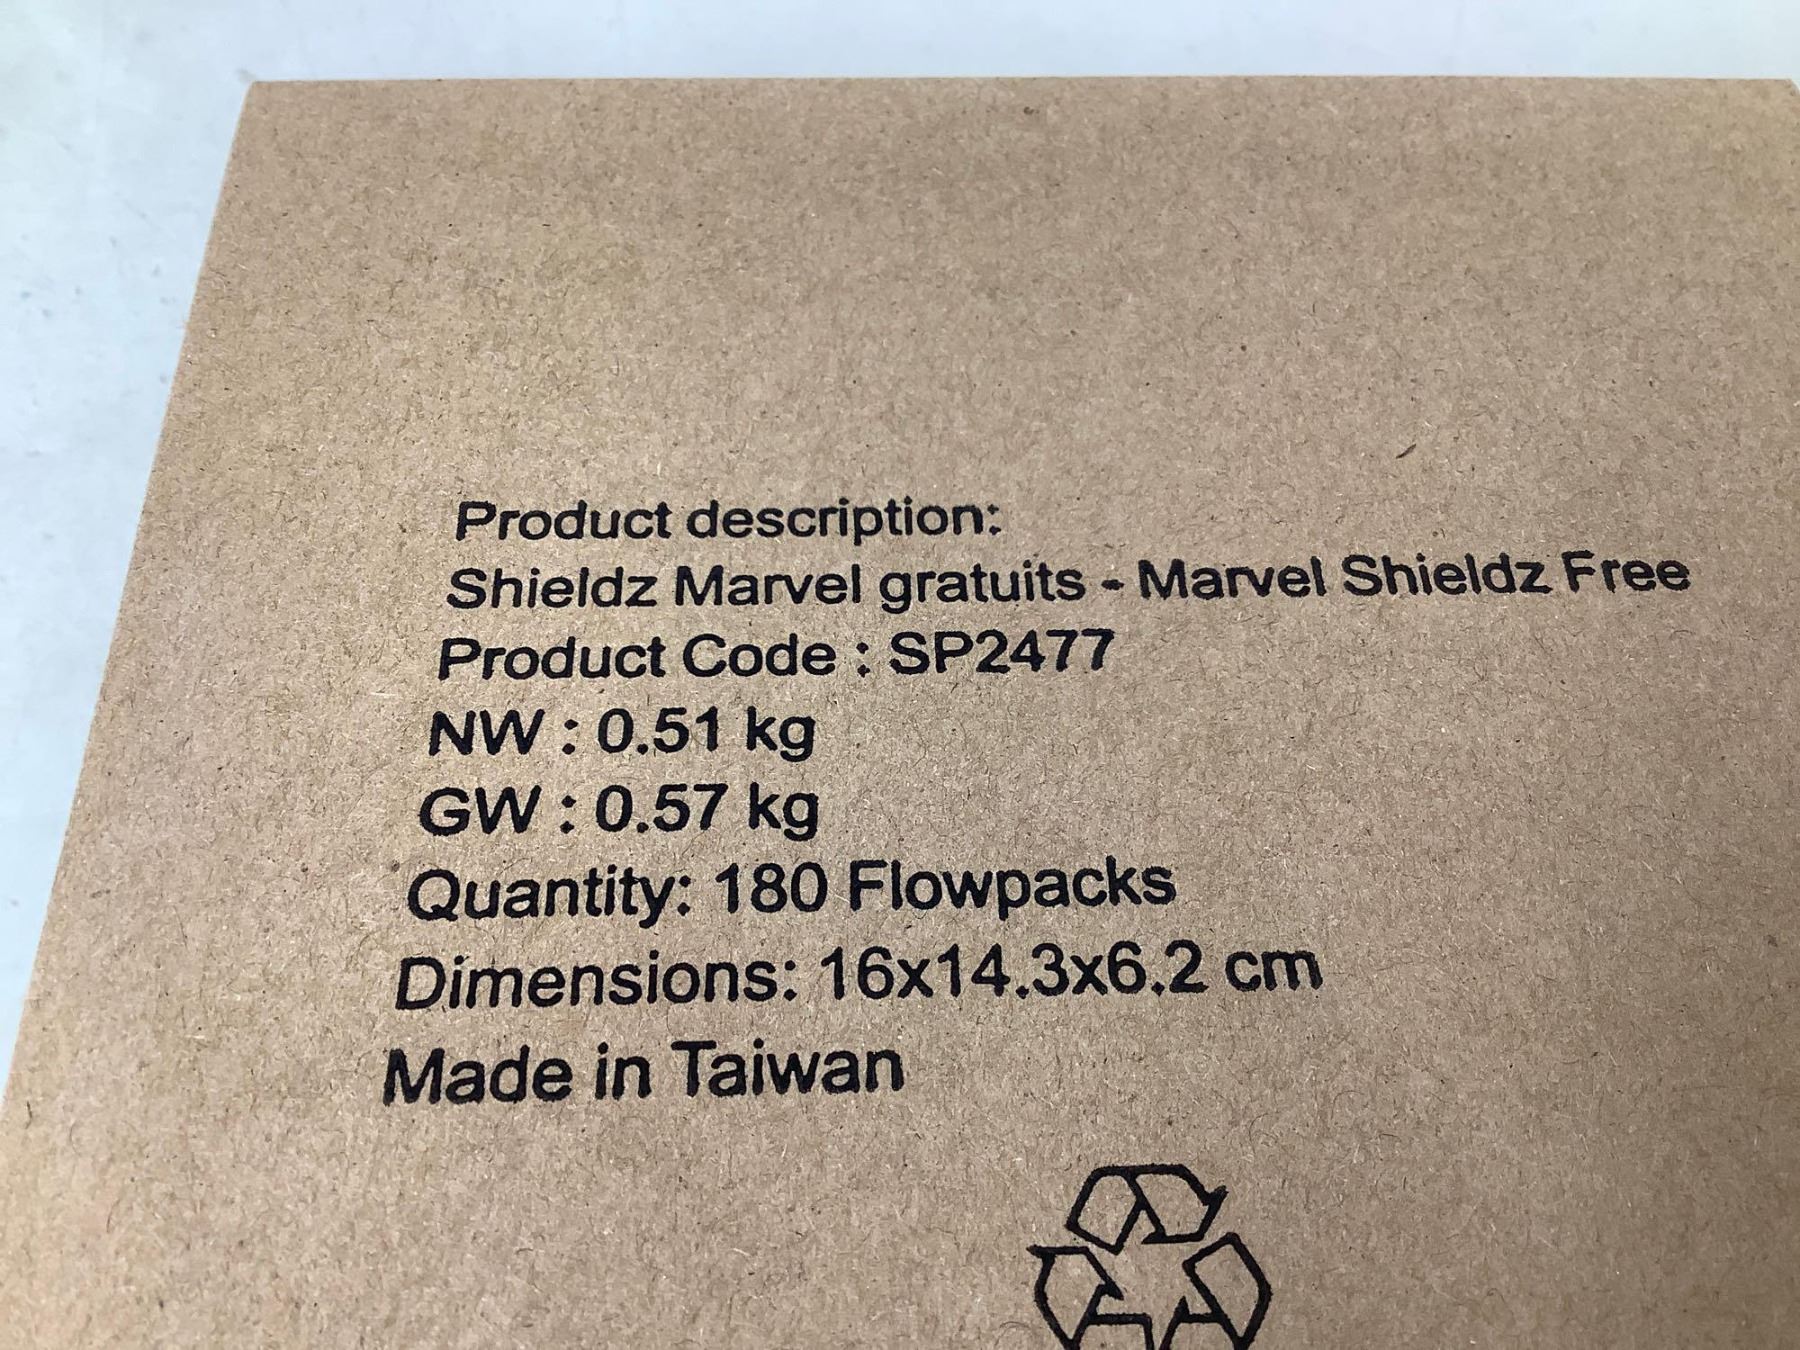 Product description:
Shieldz Marvel gratuits - Marvel Shieldz Free
Product Code : SP2477
NW : 0.51 kg
GW : 0.57 kg
Quantity: 180 Flowpacks
Dimensions: 16x14.3x6.2 cm
Made in Taiwan